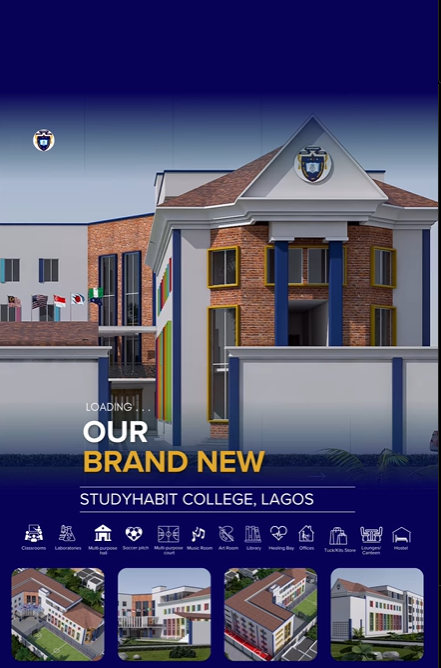 LOADING . . .
OUR
BRAND NEW
STUDYHABIT COLLEGE, LAGOS
Classrooms
Laboratories
Multi-purpose hall
Soccer pitch
Multi-purpose court
Music Room
Art Room
Library
Healing Bay
Offices
Tuck/Kits Store
Lounges/
Canteen
Hostel